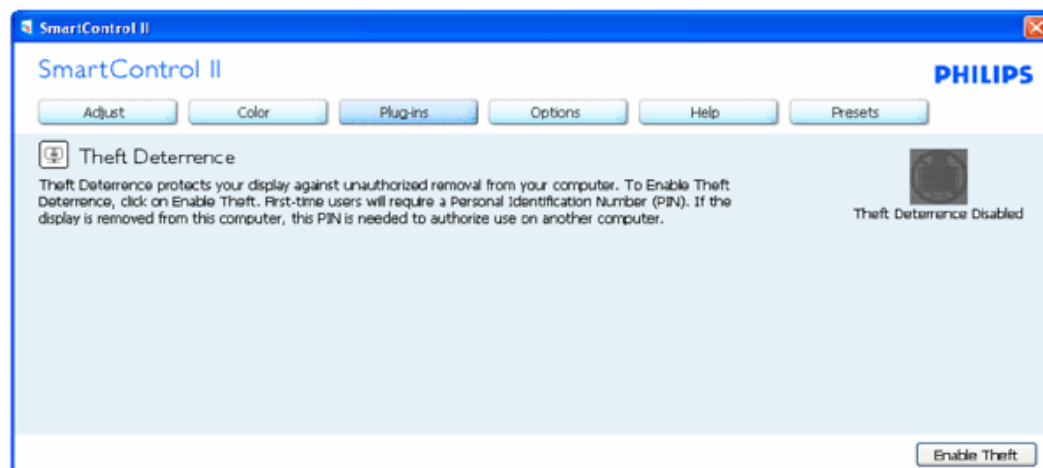 SmartControl II
SmartControl II
PHILIPS
Adjust Color Plug-ins Options Help Presets
Theft Deterrence
Theft Deterrence protects your display against unauthorized removal from your computer. To Enable Theft
Deterrence, click on Enable Theft. First-time users will require a Personal Identification Number (PIN). If the
display is removed from this computer, this PIN is needed to authorize use on another computer.
Theft Deterrence Disabled
Enable Theft